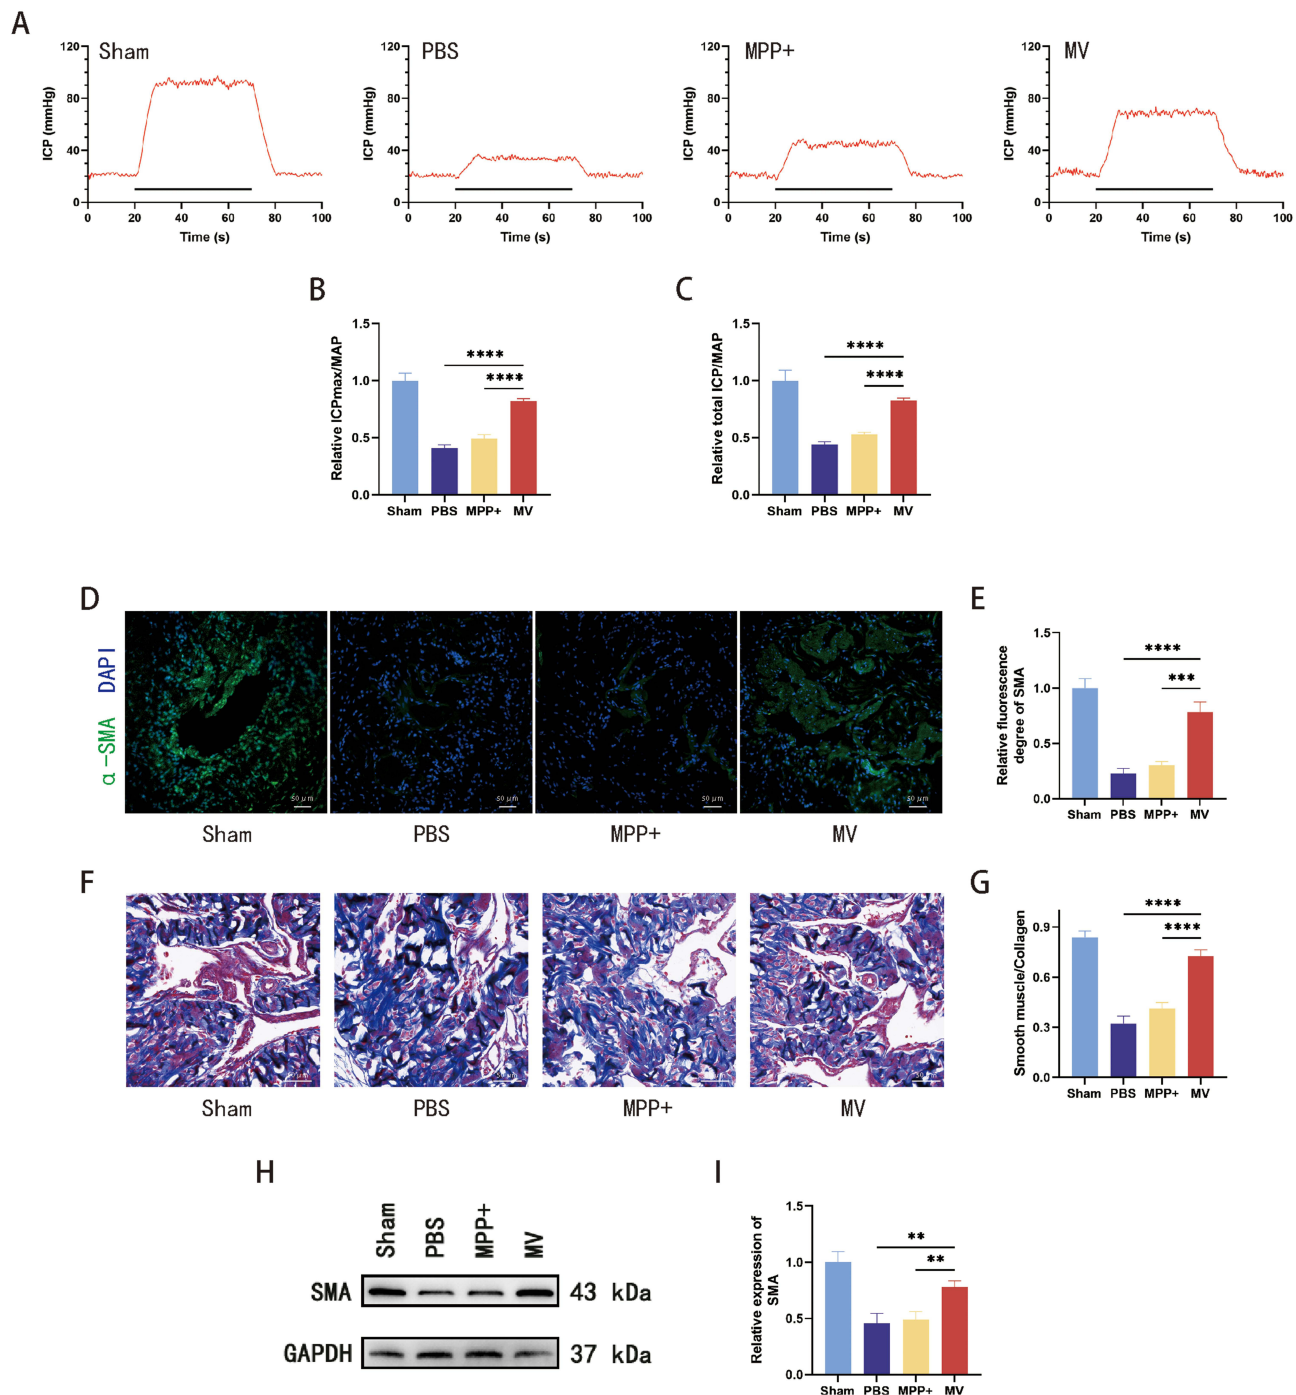 A
Sham
PBS
MPP+
MV
120
80
40
0
ICP (mmHg)
0 20 40 60 80 100
Time (s)
120
80
40
0
ICP (mmHg)
0 20 40 60 80 100
Time (s)
120
80
40
0
ICP (mmHg)
0 20 40 60 80 100
Time (s)
120
80
40
0
ICP (mmHg)
0 20 40 60 80 100
Time (s)
B
Relative ICPmax/MAP
1.5
1.0
0.5
0.0
****
****
Sham PBS MPP+ MV
C
Relative total ICP/MAP
1.5
1.0
0.5
0.0
****
****
Sham PBS MPP+ MV
D
α-SMA DAPI
50 μm
50 μm
50 μm
50 μm
Sham PBS MPP+ MV
E
Relative fluorescence
degree of SMA
1.5
1.0
0.5
0.0
****
***
Sham PBS MPP+ MV
F
Sham PBS MPP+ MV
G
Smooth muscle/Collagen
0.9
0.6
0.3
0.0
****
****
Sham PBS MPP+ MV
H
Sham PBS MPP+ MV
SMA 43 kDa
GAPDH 37 kDa
I
Relative expression of
SMA
1.5
1.0
0.5
0.0
**
**
Sham PBS MPP+ MV